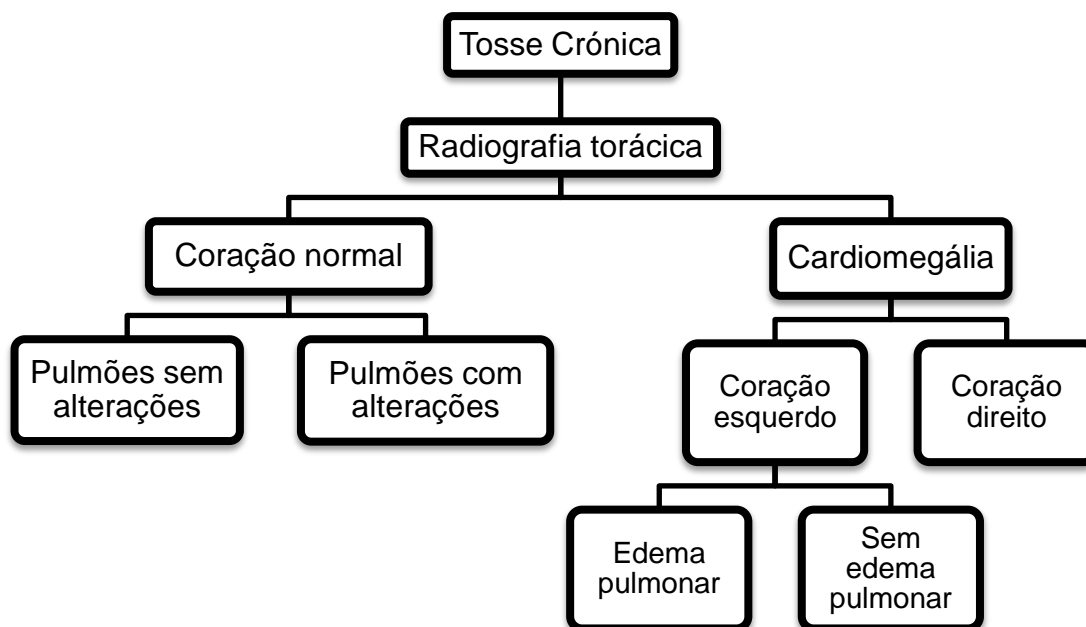 Tosse Crónica
Radiografia torácica
Coração normal
Cardiomegália
Pulmões sem
alterações
Pulmões com
alterações
Coração
esquerdo
Coração
direito
Edema
pulmonar
Sem
edema
pulmonar